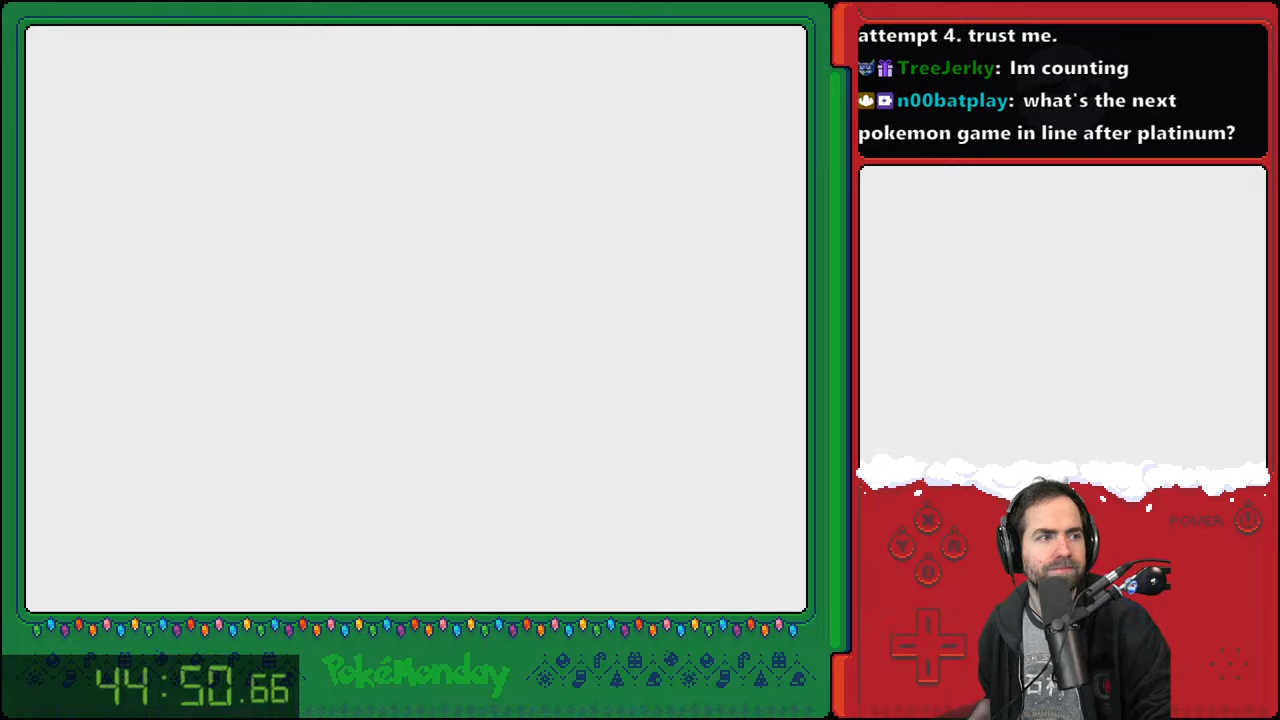 attempt 4. trust me.
TreeJerky: Im counting
n00batplay: what's the next
pokemon game in line after platinum?
POWER
X
Y
A
PokéMonday
44:50.66